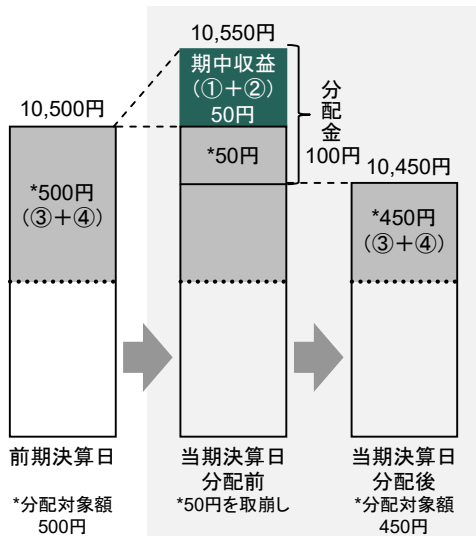 10,500円
*500円
(③+④)
前期決算日
*分配対象額
500円
10,550円
期中収益
(①+②)
50円
*50円
分配金
100円
当期決算日
分配前
*50円を取崩し
10,450円
*450円
(③+④)
当期決算日
分配後
*分配対象額
450円